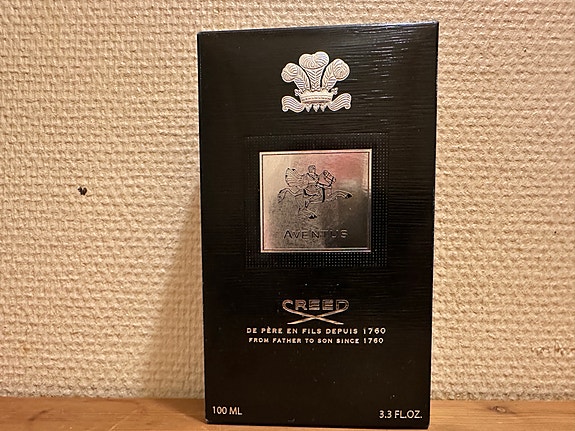 AVENTUS
CREED
DE PÈRE EN FILS DEPUIS 1760
FROM FATHER TO SON SINCE 1760
100 ML 3.3 FL.OZ.